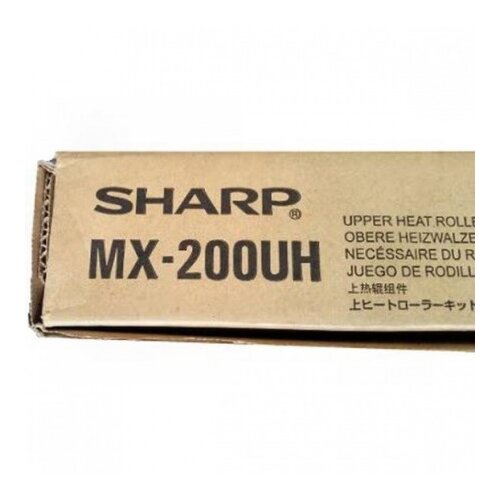 SHARP®
MX-200UH
UPPER HEAT ROLLE
OBERE HEIZWALZE
NECÉSSAIRE DU R
JUEGO DE RODILL
上热辊组件
上ヒートローラーキット